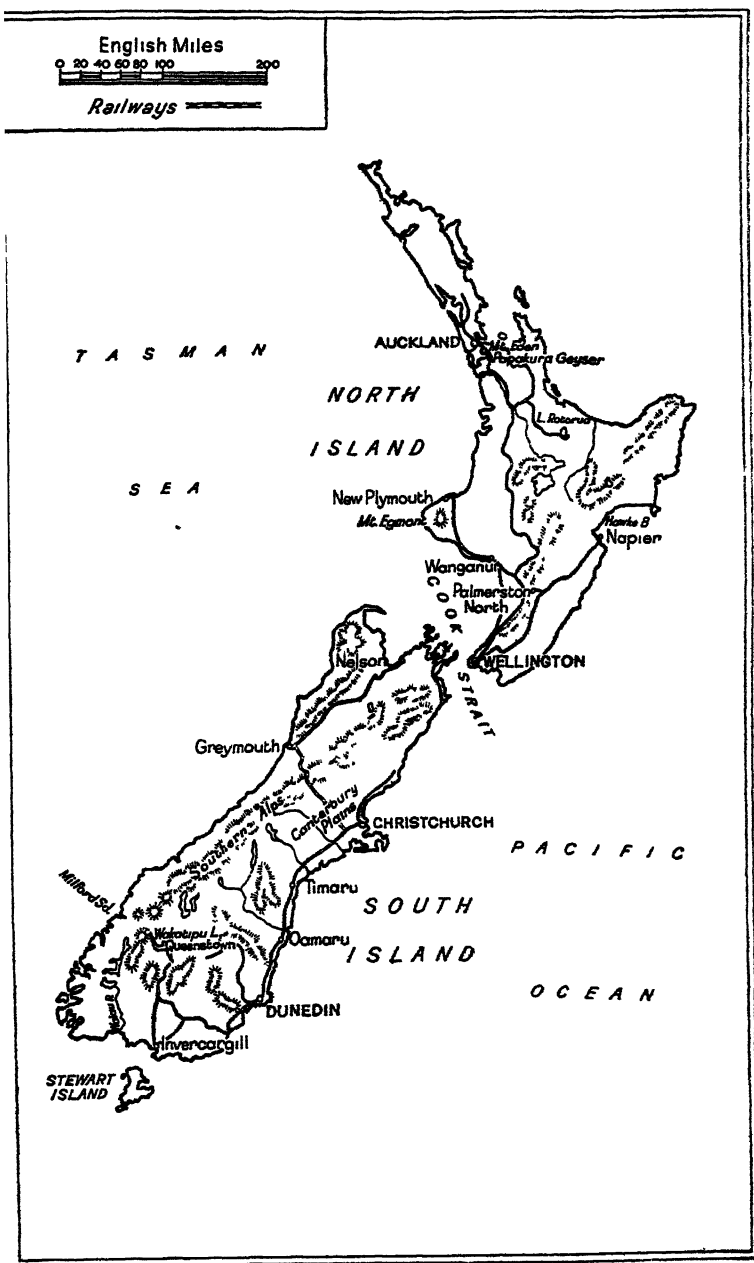 English Miles
0 20 40 60 80 100 200
Railways
TASMAN
SEA
AUCKLAND
Mt. Eden
Papakura Geyser
NORTH
ISLAND
L. Rotorua
New Plymouth
Mt. Egmont
Hawke B
Napier
Wanganui
Palmerston
North
COOK
STRAIT
Nelson
WELLINGTON
Greymouth
Southern Alps
Canterbury
Plains
CHRISTCHURCH
PACIFIC
OCEAN
Milford Sd.
Timaru
SOUTH
ISLAND
Wakatipu L.
Queenstown
Oamaru
DUNEDIN
Invercargill
STEWART
ISLAND